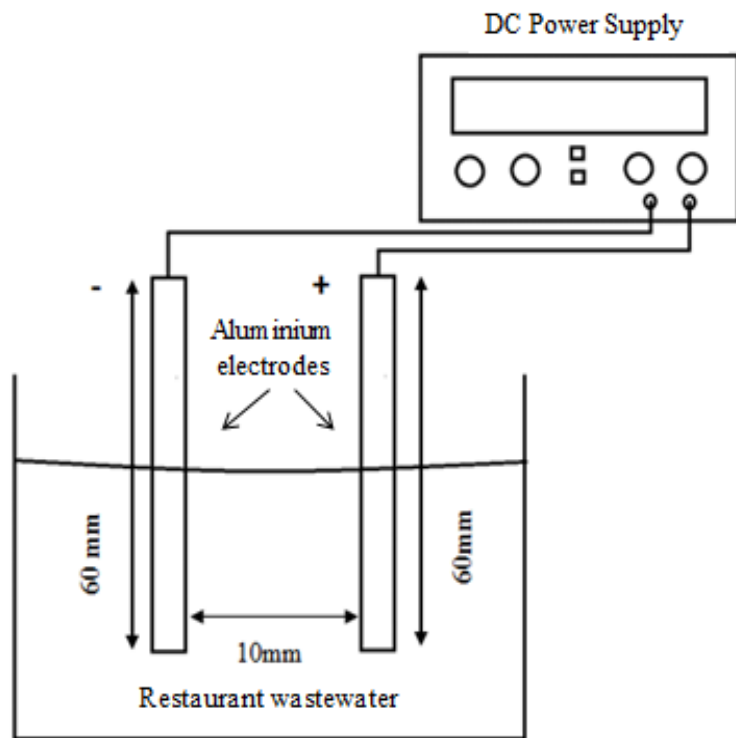 DC Power Supply
- +
Aluminium
electrodes
60 mm
60mm
10mm
Restaurant wastewater